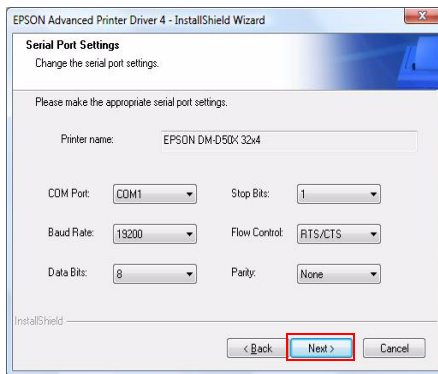 EPSON Advanced Printer Driver 4 - InstallShield Wizard
Serial Port Settings
Change the serial port settings.
Please make the appropriate serial port settings.
Printer name: EPSON DM-D50X 32x4
COM Port: COM1 Stop Bits: 1
Baud Rate: 19200 Flow Control: RTS/CTS
Data Bits: 8 Parity: None
InstallShield
< Back Next > Cancel